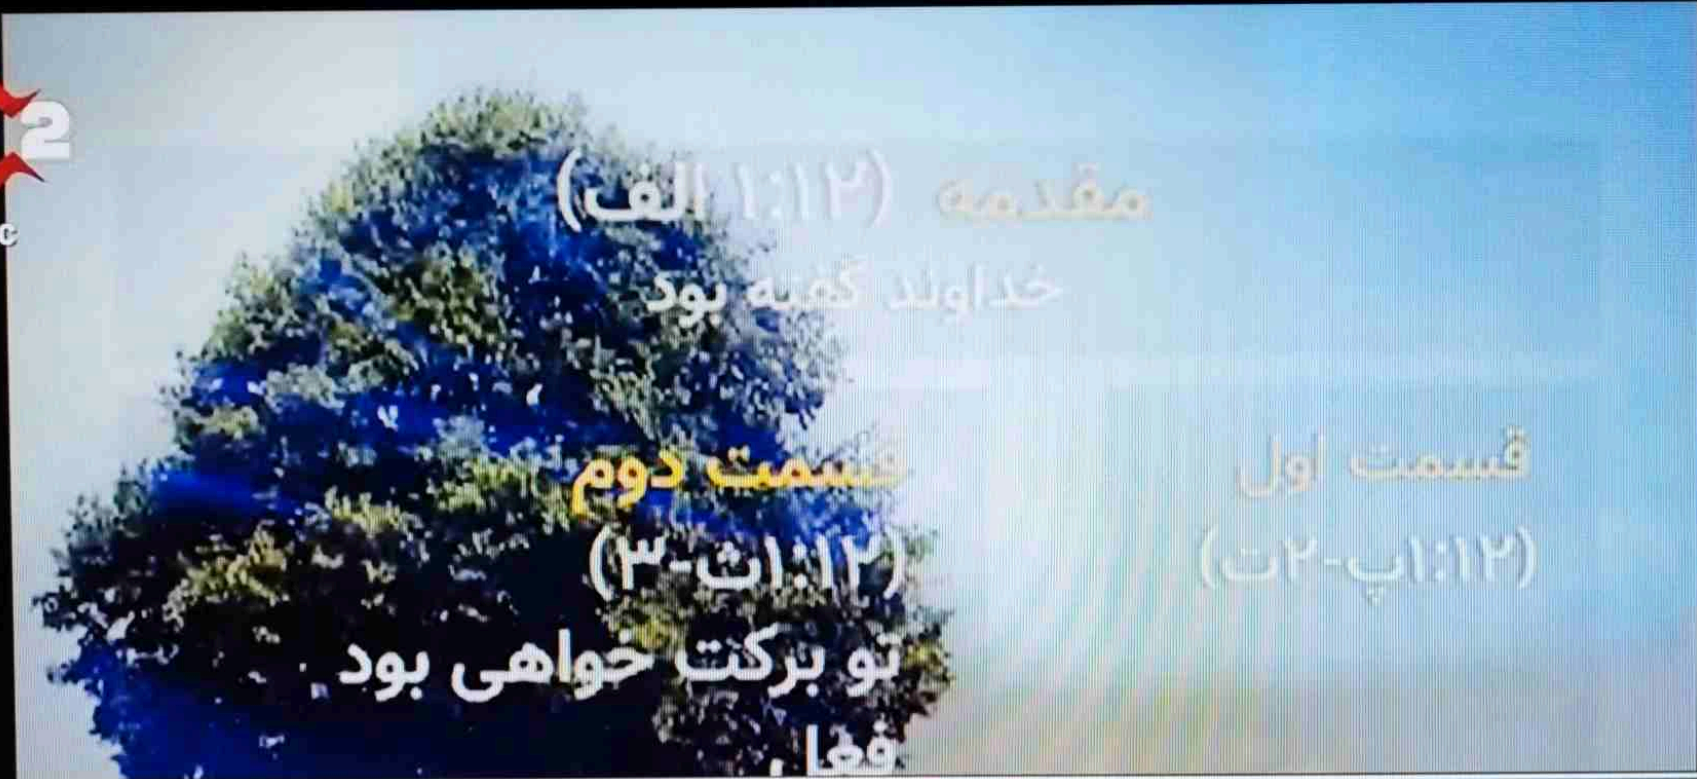 2
c
مقدمه (۱:۱۲ الف)
خداوند گفته بود
قسمت اول
(۱:۱۲پ-۲ت)
قسمت دوم
(۱:۱۲ث-۳)
تو برکت خواهی بود